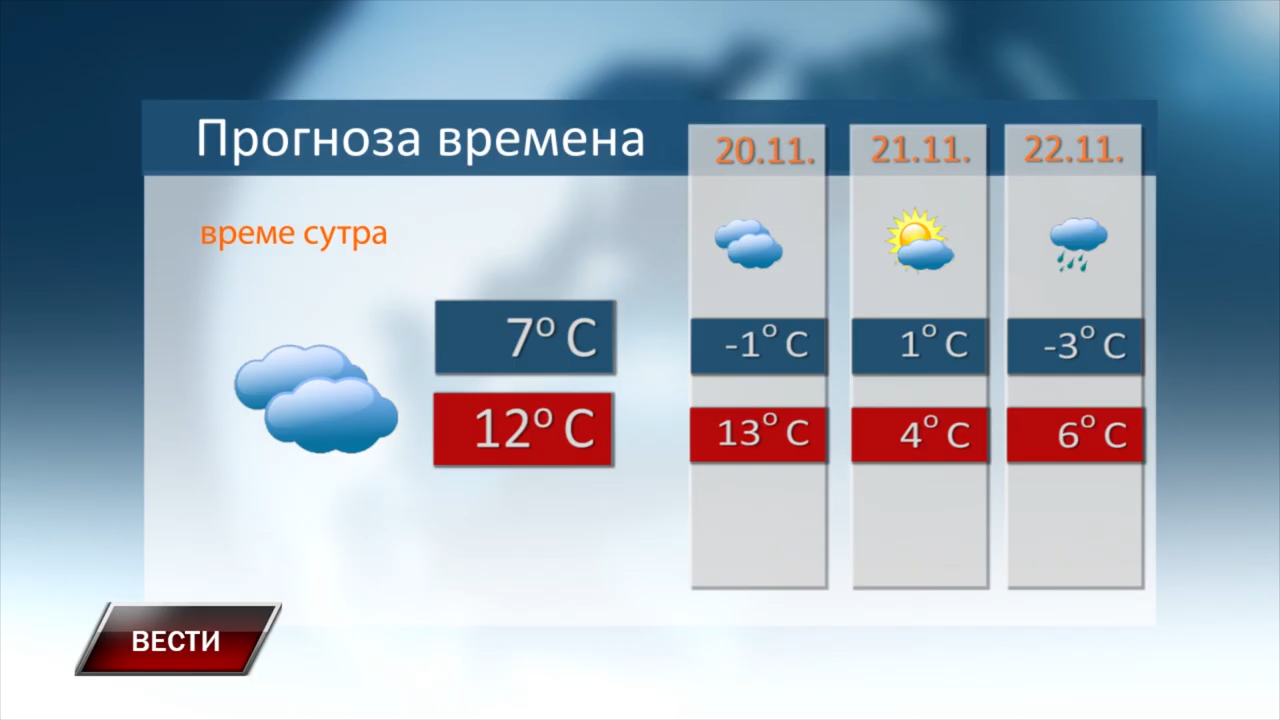 Прогноза времена
време сутра
7° C
12° C
20.11.
-1° C
13° C
21.11.
1° C
4° C
22.11.
-3° C
6° C
ВЕСТИ